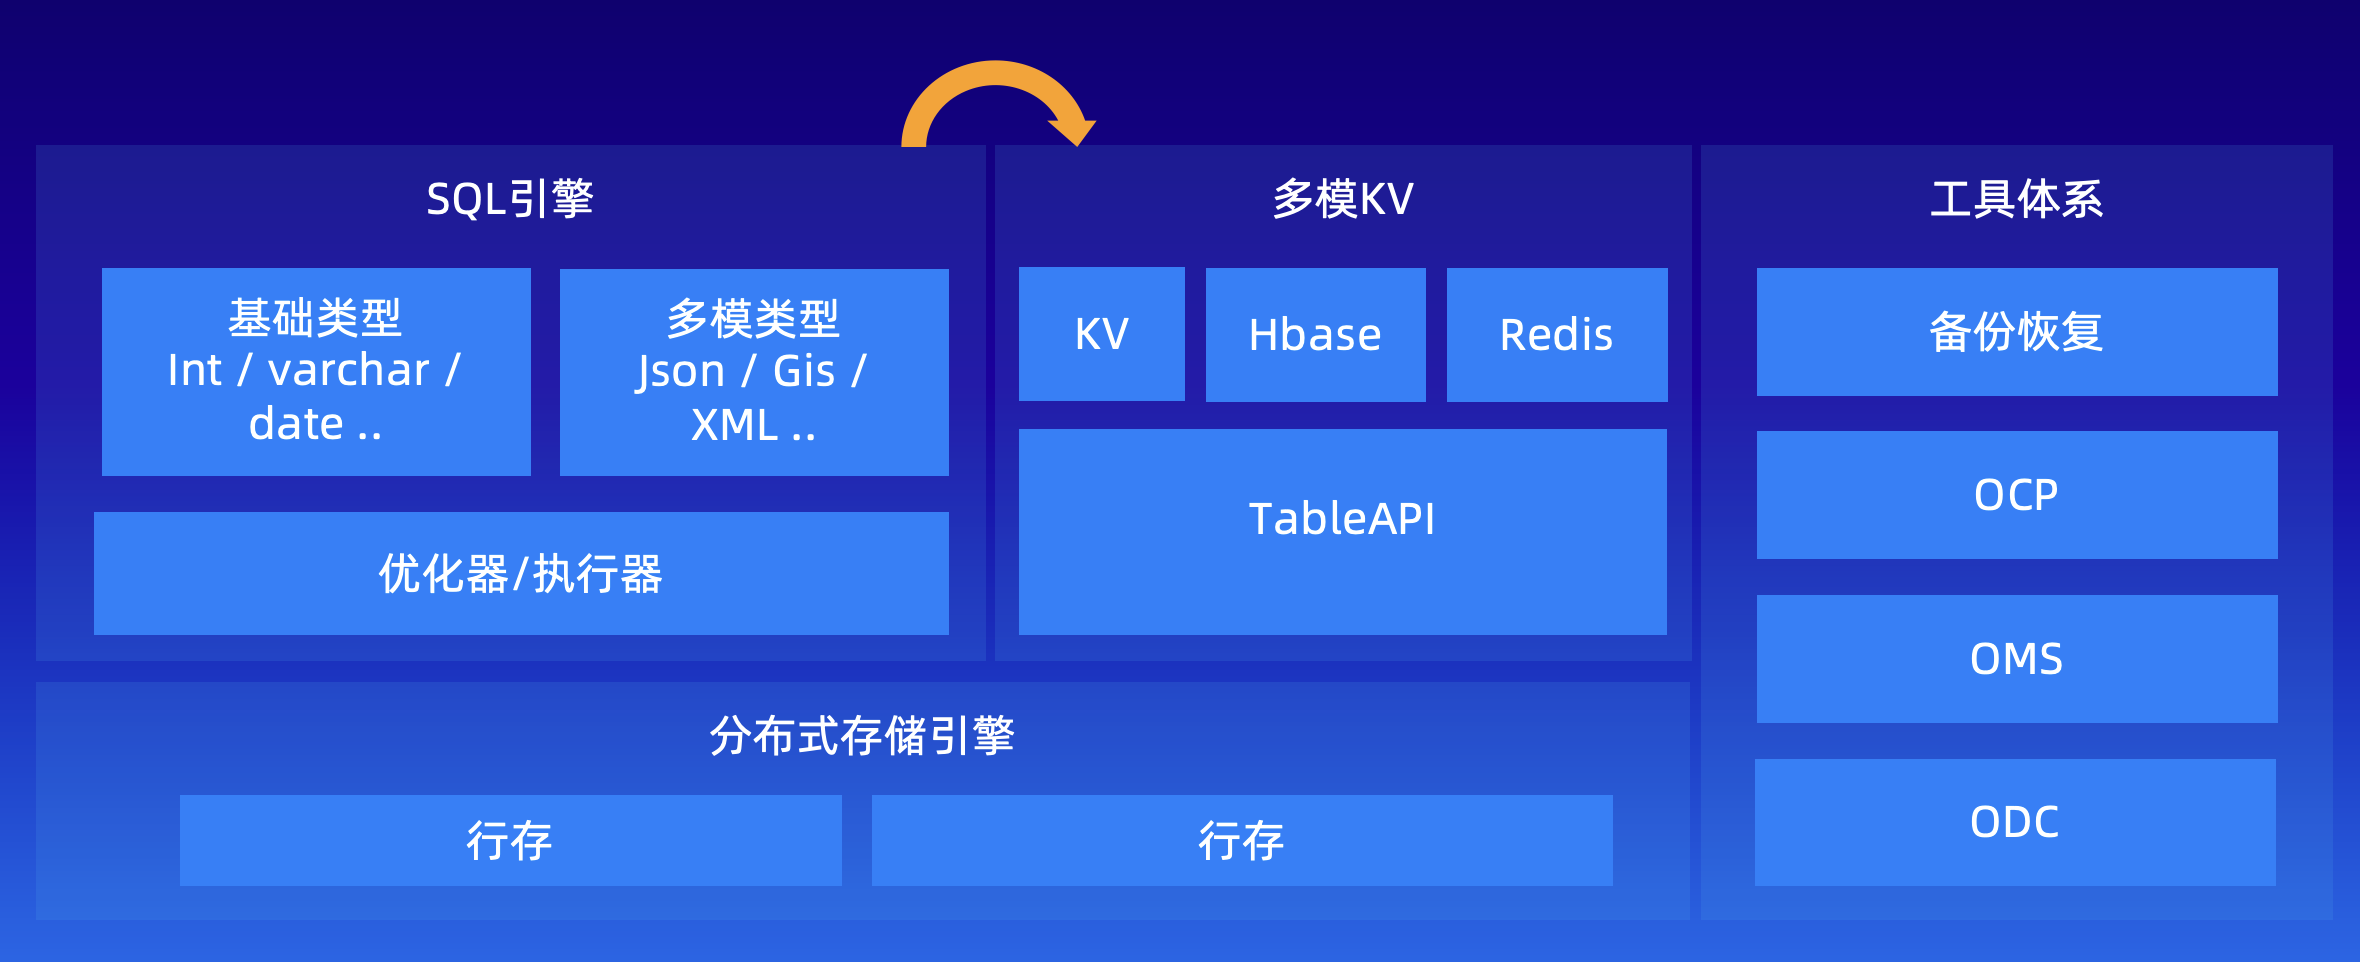 SQL引擎
基础类型
Int / varchar /
date ..
多模类型
Json / Gis /
XML ..
优化器/执行器
多模KV
KV
Hbase
Redis
TableAPI
分布式存储引擎
行存
行存
工具体系
备份恢复
OCP
OMS
ODC